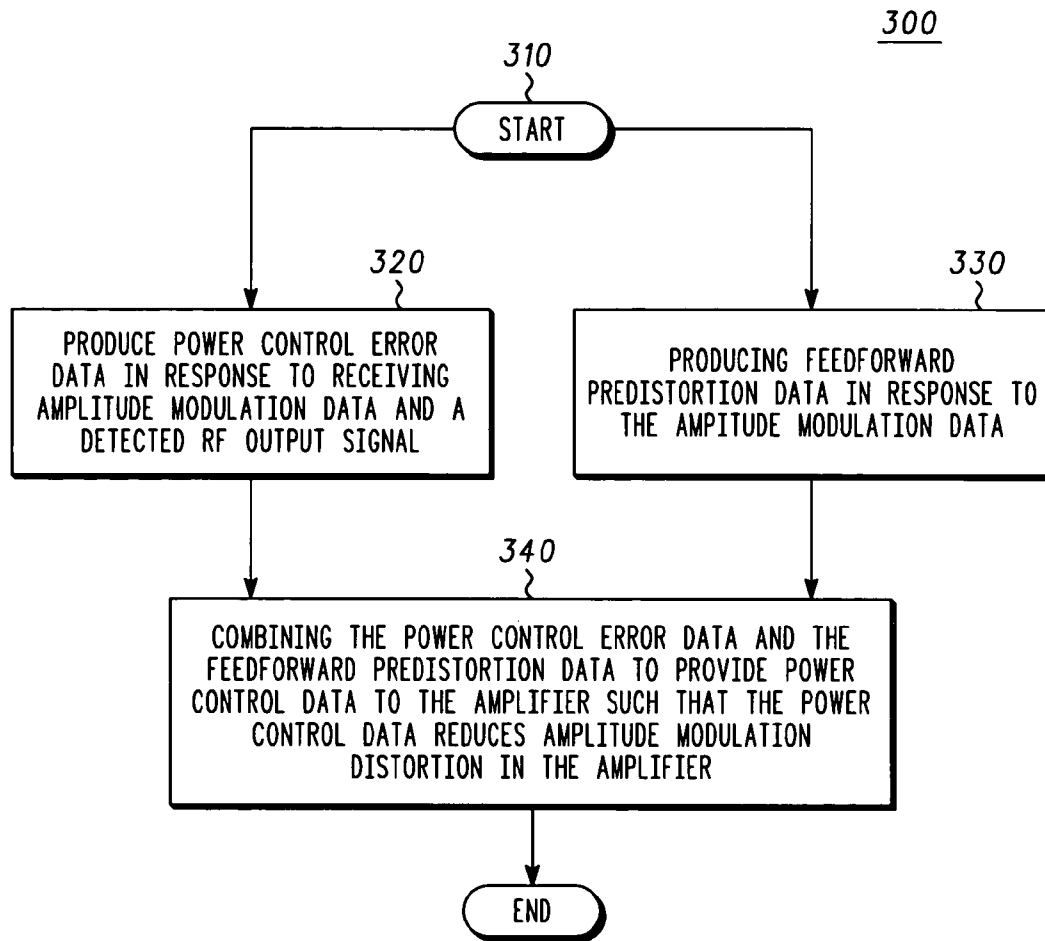 300
310
START
320
330
PRODUCE POWER CONTROL ERROR
DATA IN RESPONSE TO RECEIVING
AMPLITUDE MODULATION DATA AND A
DETECTED RF OUTPUT SIGNAL
PRODUCING FEEDFORWARD
PREDISTORTION DATA IN RESPONSE TO
THE AMPITUDE MODULATION DATA
340
COMBINING THE POWER CONTROL ERROR DATA AND THE
FEEDFORWARD PREDISTORTION DATA TO PROVIDE POWER
CONTROL DATA TO THE AMPLIFIER SUCH THAT THE POWER
CONTROL DATA REDUCES AMPLITUDE MODULATION
DISTORTION IN THE AMPLIFIER
END